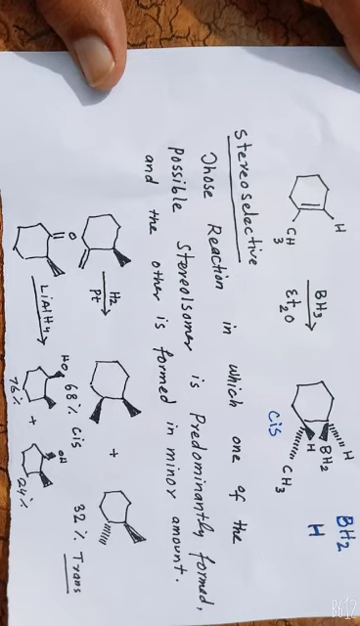 H
CH3
BH3
Et2O
H
BH2
H
CH3
cis
BH2
H
Stereoselective
Those Reaction in which one of the
Possible StereoIsomer is Predominantly formed,
and the other is formed in minor amount.
H2
Pt
+
68% cis
32% Trans
O
LiAlH4
HO
76%
+
OH
24%
B612